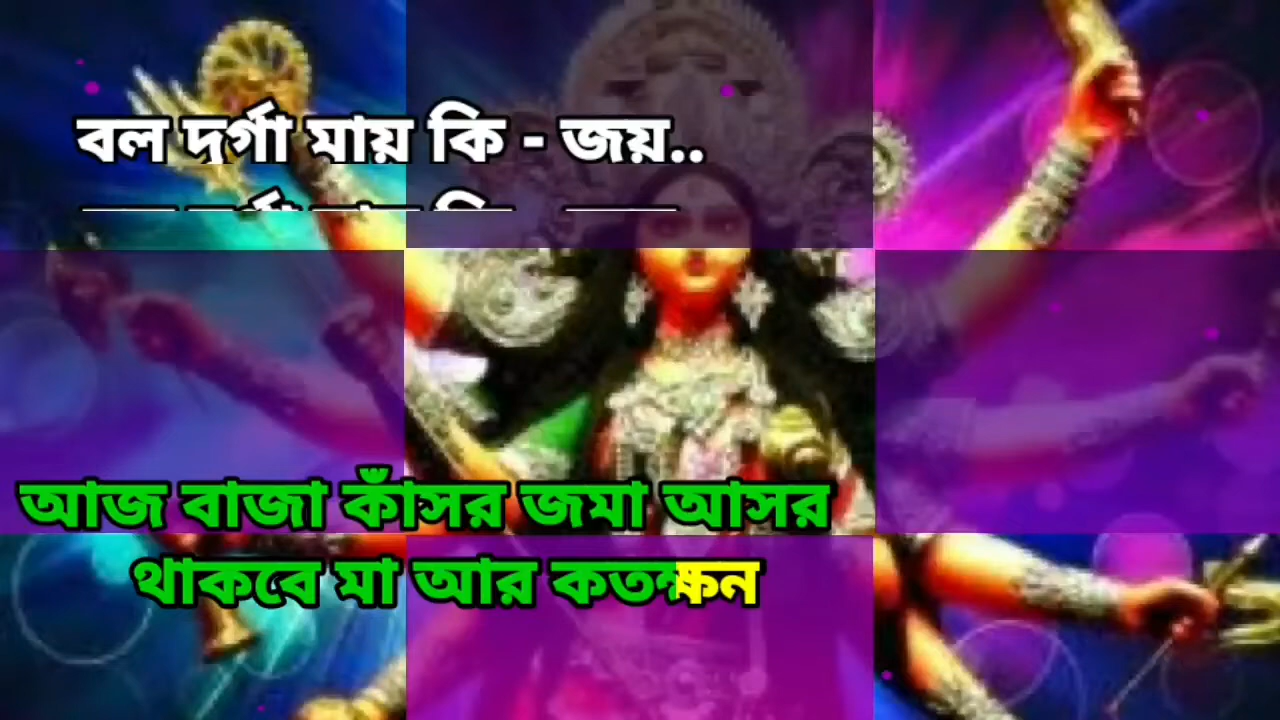 বল দুর্গা মায় কি - জয়..
আজ বাজা কাঁসর জমা আসর
থাকবে মা আর কতক্ষন